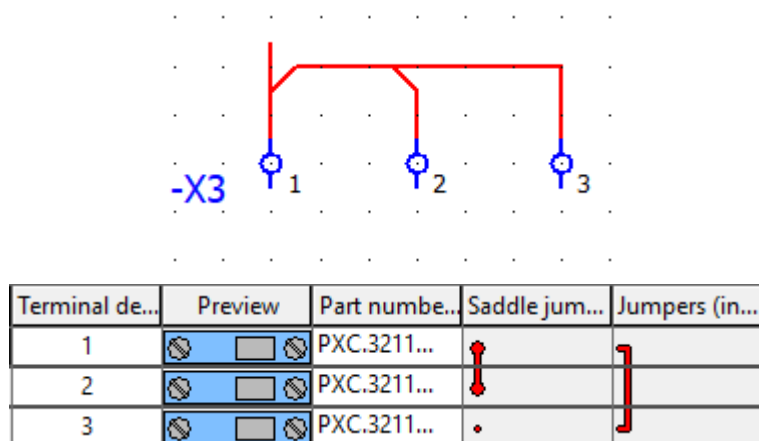 -X3 1 2 3
Terminal de... Preview Part numbe... Saddle jum... Jumpers (in...
1 PXC.3211...
2 PXC.3211...
3 PXC.3211...